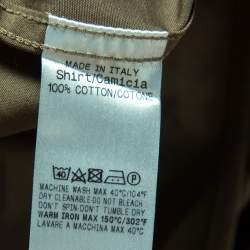 MADE IN ITALY
Shirt/Camicia
100% COTTON/COTONE
40
MACHINE WASH MAX 40°C/104°F
DRY CLEANABLE-DO NOT BLEACH
DON'T SPIN-DON'T TUMBLE DRY
WARM IRON MAX 150°C/302°F
LAVARE A MACCHINA MAX 40°C